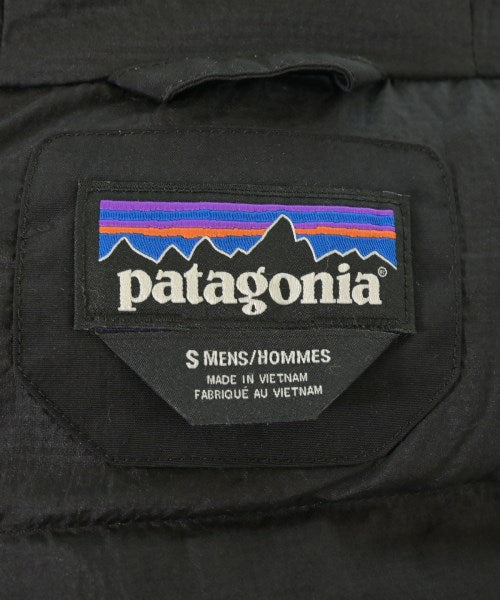 patagonia®
S MENS/HOMMES
MADE IN VIETNAM
FABRIQUÉ AU VIETNAM